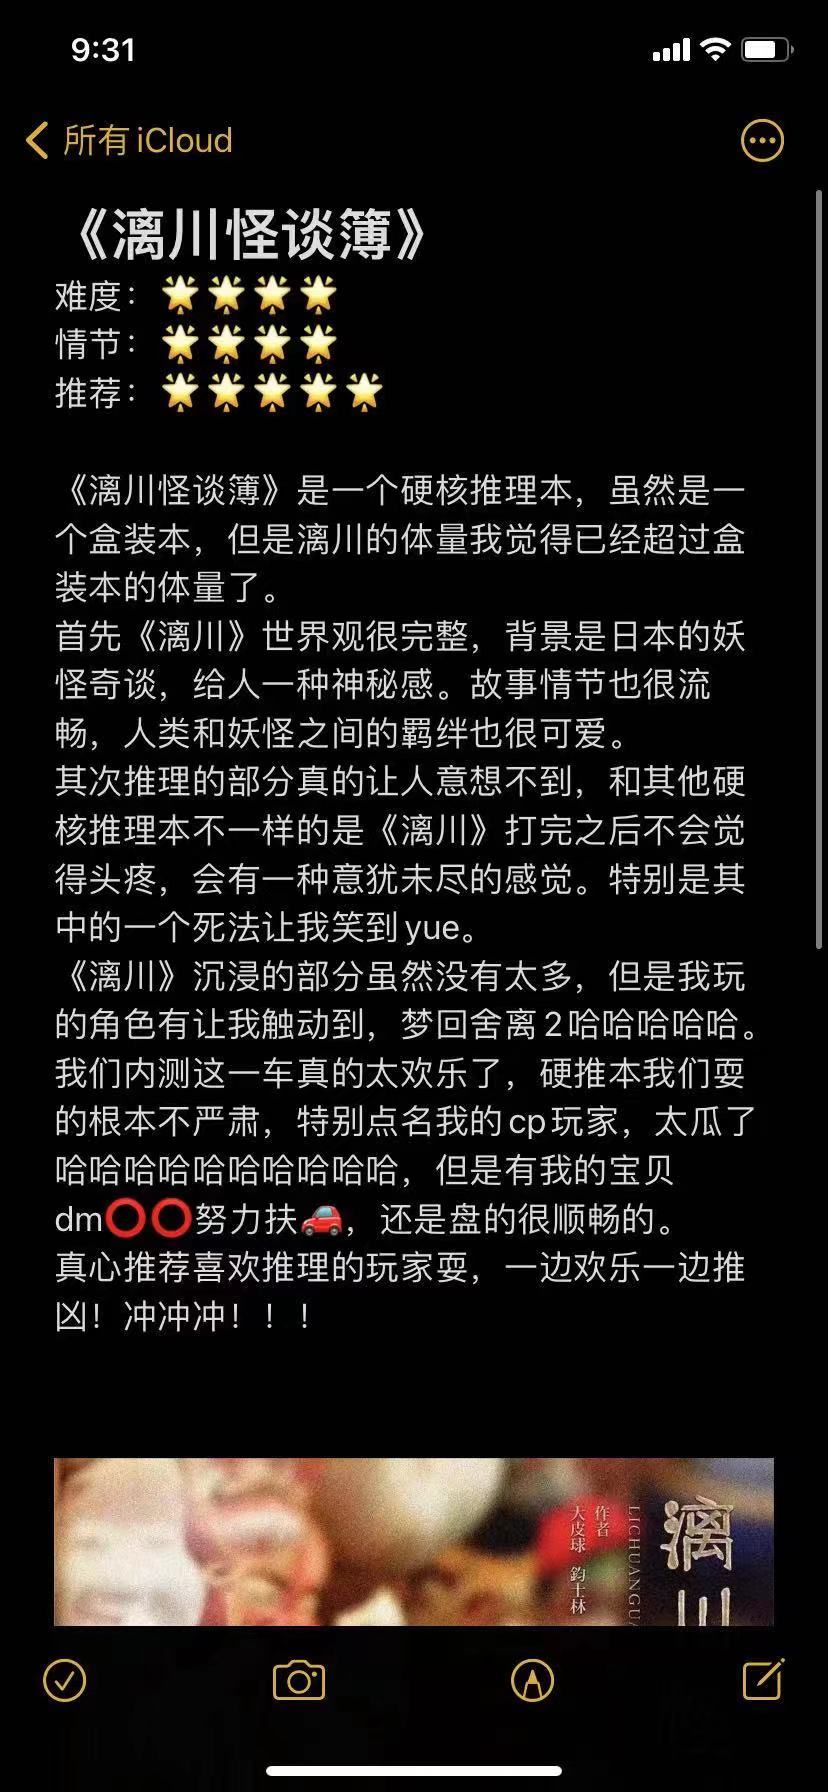 9:31
所有 iCloud
《漓川怪谈簿》
难度：🌟🌟🌟🌟
情节：🌟🌟🌟🌟
推荐：🌟🌟🌟🌟🌟
《漓川怪谈簿》是一个硬核推理本，虽然是一
个盒装本，但是漓川的体量我觉得已经超过盒
装本的体量了。
首先《漓川》世界观很完整，背景是日本的妖
怪奇谈，给人一种神秘感。故事情节也很流
畅，人类和妖怪之间的羁绊也很可爱。
其次推理的部分真的让人意想不到，和其他硬
核推理本不一样的是《漓川》打完之后不会觉
得头疼，会有一种意犹未尽的感觉。特别是其
中的一个死法让我笑到yue。
《漓川》沉浸的部分虽然没有太多，但是我玩
的角色有让我触动到，梦回舍离2哈哈哈哈哈。
我们内测这一车真的太欢乐了，硬推本我们耍
的根本不严肃，特别点名我的cp玩家，太瓜了
哈哈哈哈哈哈哈哈哈哈，但是有我的宝贝
dm⭕⭕努力扶🚗，还是盘的很顺畅的。
真心推荐喜欢推理的玩家耍，一边欢乐一边推
凶！冲冲冲！！！
漓川
LICHUANGU
作者
大皮球 鈞士林